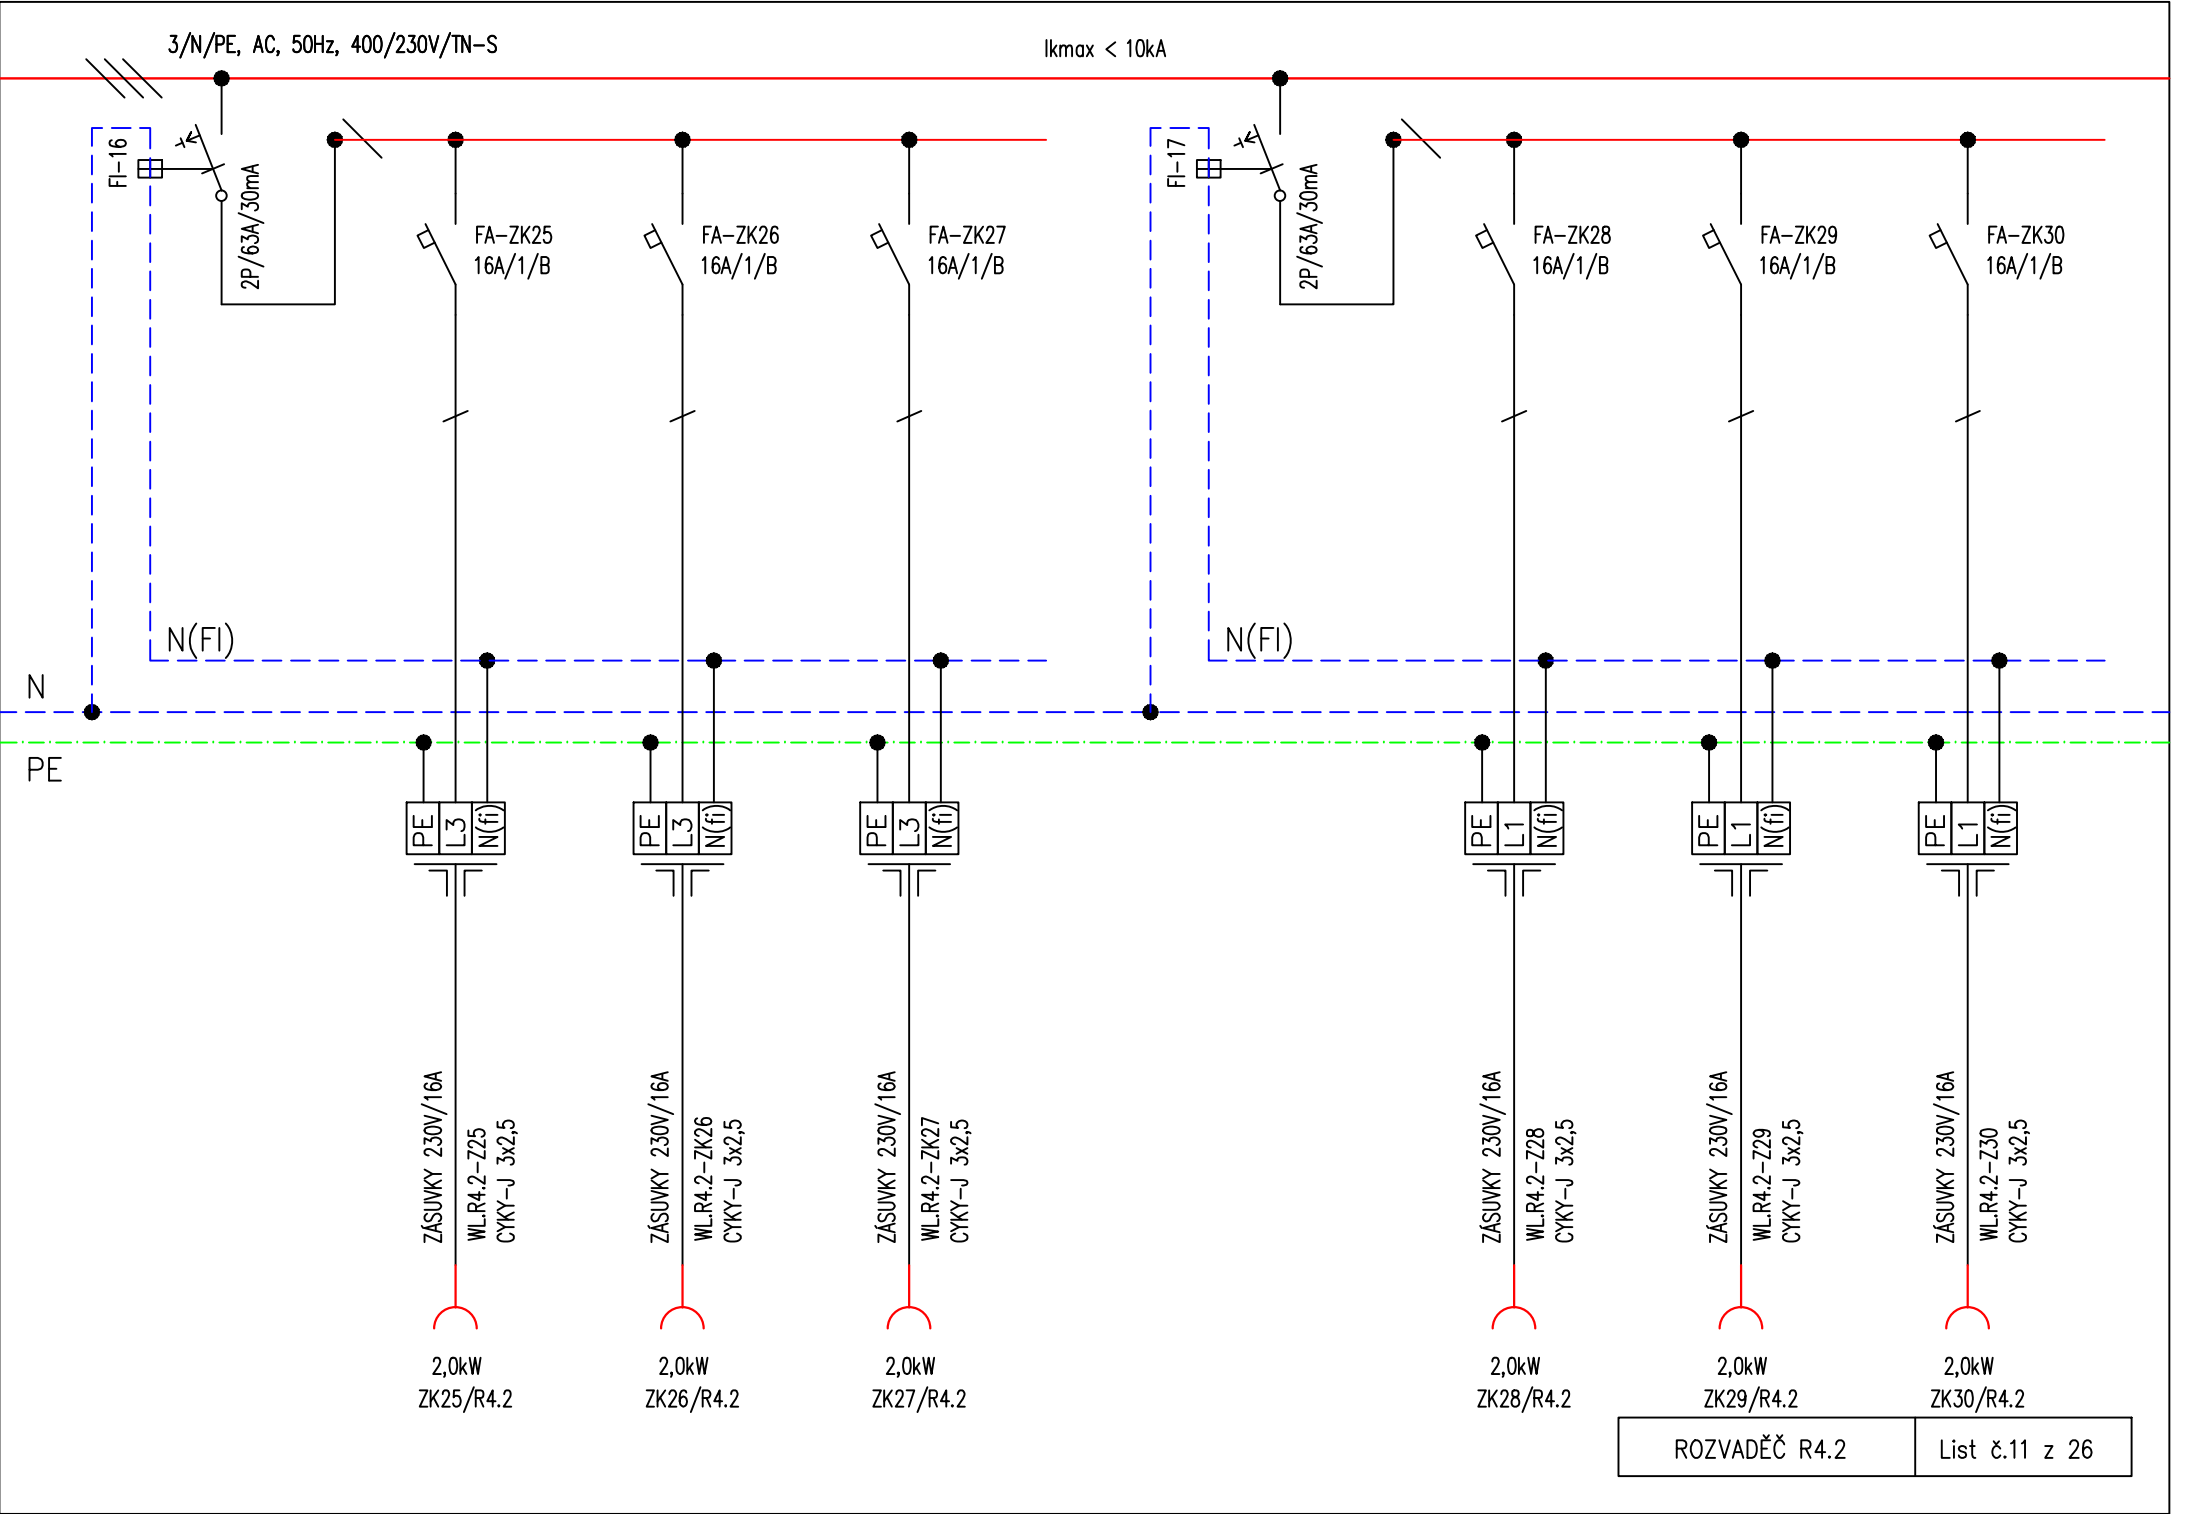 3/N/PE, AC, 50Hz, 400/230V/TN-S
Ikmax < 10kA
FI-16
2P/63A/30mA
FA-ZK25
16A/1/B
FA-ZK26
16A/1/B
FA-ZK27
16A/1/B
FI-17
2P/63A/30mA
FA-ZK28
16A/1/B
FA-ZK29
16A/1/B
FA-ZK30
16A/1/B
N(FI)
N(FI)
N
PE
PE L3 N(fi)
PE L3 N(fi)
PE L3 N(fi)
PE L1 N(fi)
PE L1 N(fi)
PE L1 N(fi)
ZÁSUVKY 230V/16A
WL.R4.2-Z25
CYKY-J 3x2,5
ZÁSUVKY 230V/16A
WL.R4.2-ZK26
CYKY-J 3x2,5
ZÁSUVKY 230V/16A
WL.R4.2-ZK27
CYKY-J 3x2,5
ZÁSUVKY 230V/16A
WL.R4.2-Z28
CYKY-J 3x2,5
ZÁSUVKY 230V/16A
WL.R4.2-Z29
CYKY-J 3x2,5
ZÁSUVKY 230V/16A
WL.R4.2-Z30
CYKY-J 3x2,5
2,0kW
ZK25/R4.2
2,0kW
ZK26/R4.2
2,0kW
ZK27/R4.2
2,0kW
ZK28/R4.2
2,0kW
ZK29/R4.2
2,0kW
ZK30/R4.2
ROZVADĚČ R4.2
List č.11 z 26